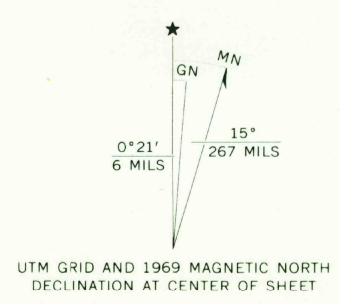 MN
GN
0°21'
6 MILS
15°
267 MILS
UTM GRID AND 1969 MAGNETIC NORTH
DECLINATION AT CENTER OF SHEET